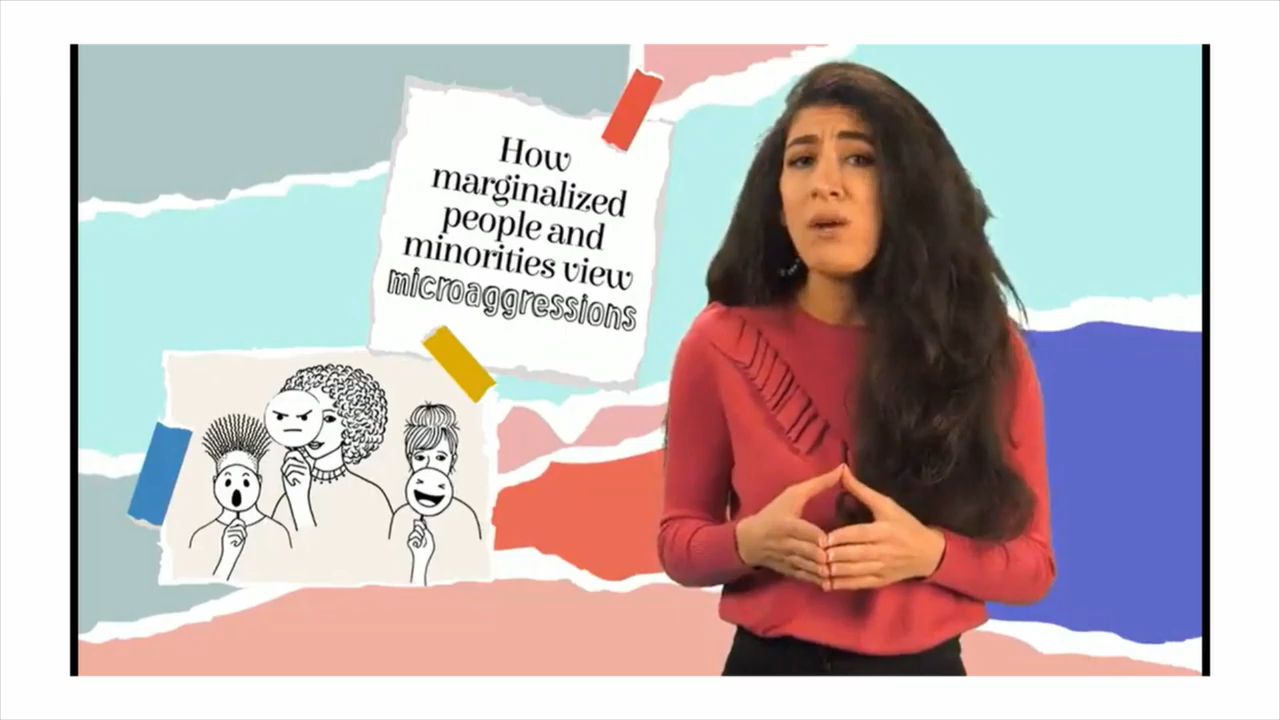 How
marginalized
people and
minorities view
microaggressions